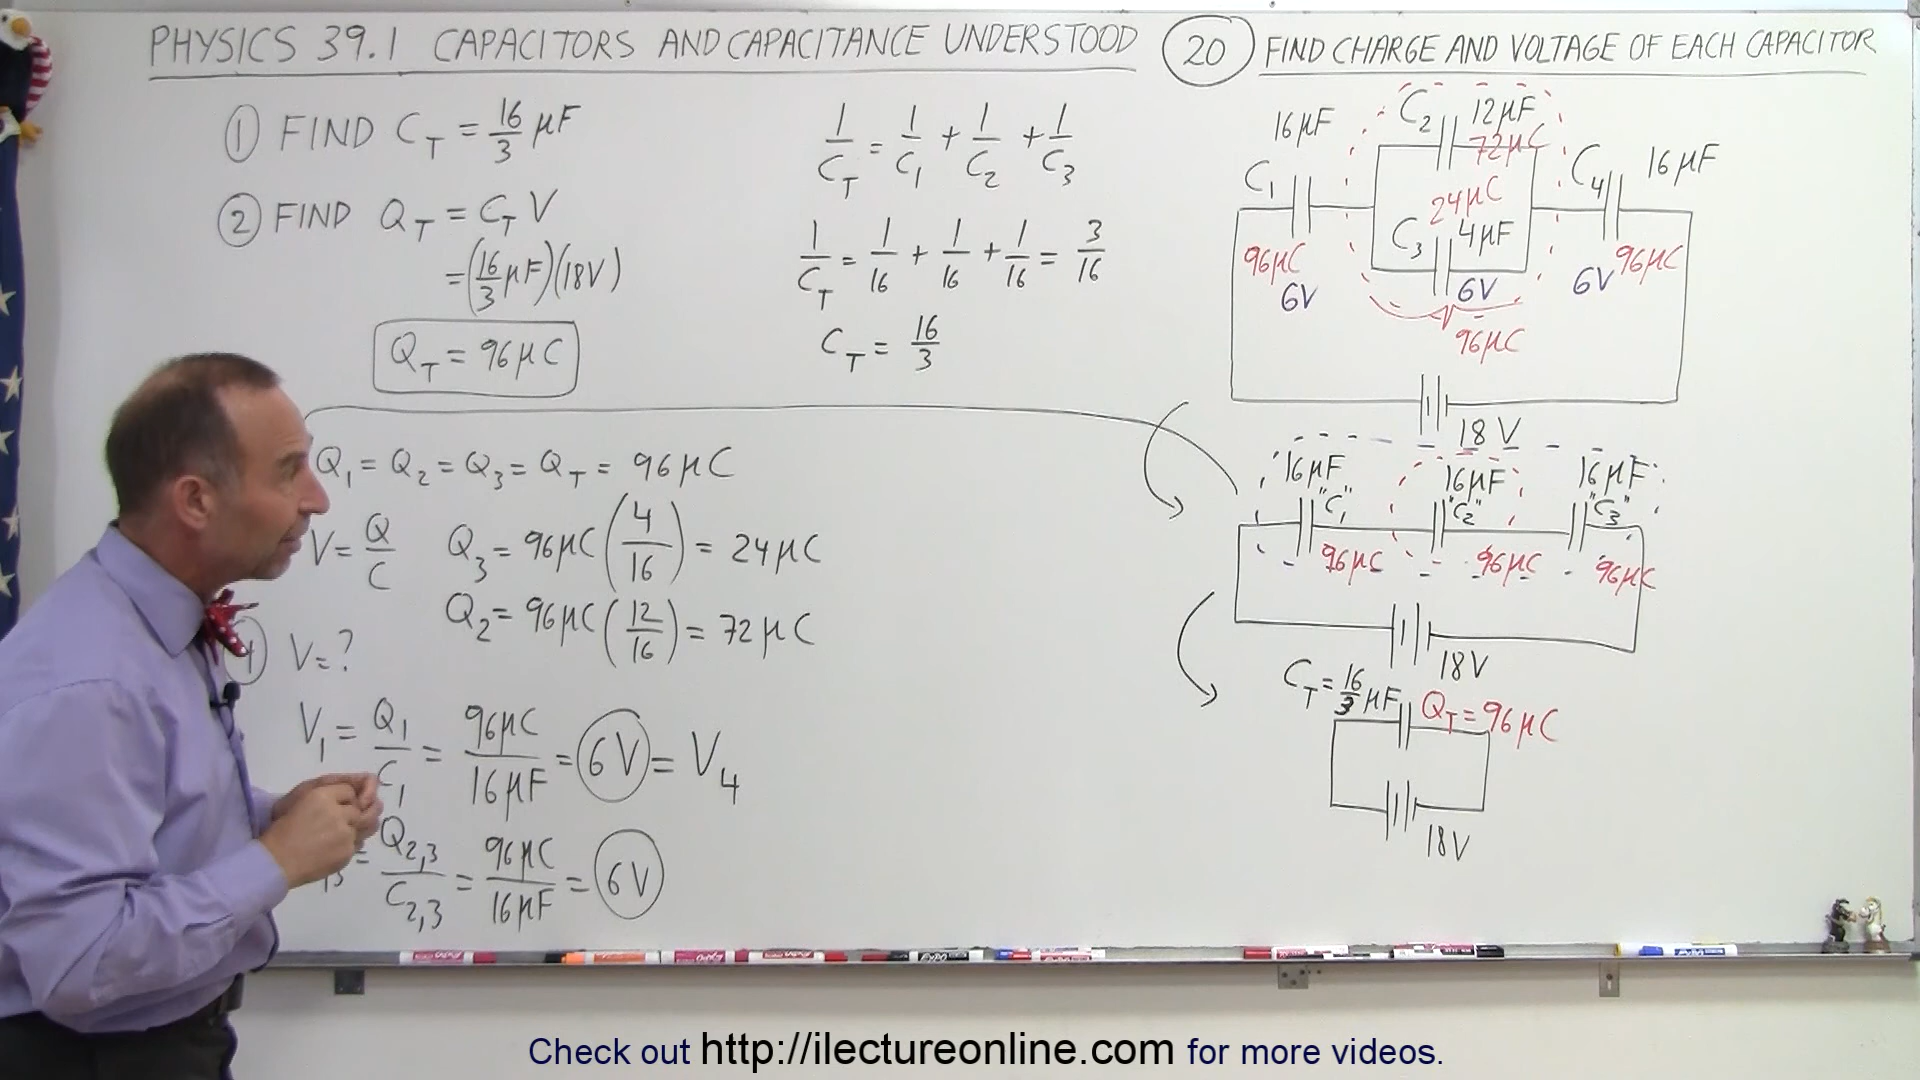 PHYSICS 39.1 CAPACITORS AND CAPACITANCE UNDERSTOOD (20) FIND CHARGE AND VOLTAGE OF EACH CAPACITOR
① FIND C_T = 16/3 μF
② FIND Q_T = C_T V
= (16/3 μF)(18V)
Q_T = 96μC
1/C_T = 1/C_1 + 1/C_2 + 1/C_3
1/C_T = 1/16 + 1/16 + 1/16 = 3/16
C_T = 16/3
Q_1 = Q_2 = Q_3 = Q_T = 96μC
V = Q/C
Q_3 = 96μC (4/16) = 24μC
Q_2 = 96μC (12/16) = 72μC
V = ?
V_1 = Q_1/C_1 = 96μC/16μF = 6V = V_4
= Q_2,3/C_2,3 = 96μC/16μF = 6V
C_2 12μF
16μF 72μC
C_1 24μC C_4 16μF
C_3 4μF
96μC 96μC
6V 6V 6V
96μC
18V
16μF 16μF 16μF
"C_1" "C_2" "C_3"
96μC 96μC 96μC
18V
C_T = 16/3 μF Q_T = 96μC
18V
EXPO
Check out http://ilectureonline.com for more videos.